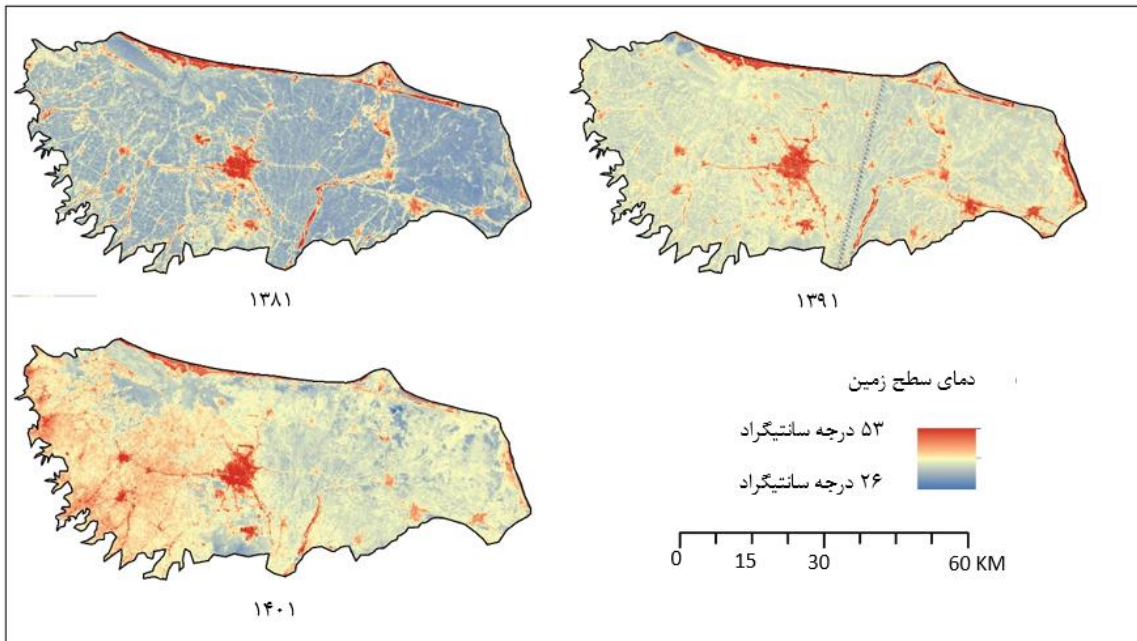 ۱۳۸۱
۱۳۹۱
۱۴۰۱
دمای سطح زمین
۵۳ درجه سانتیگراد
۲۶ درجه سانتیگراد
0 15 30 60 KM